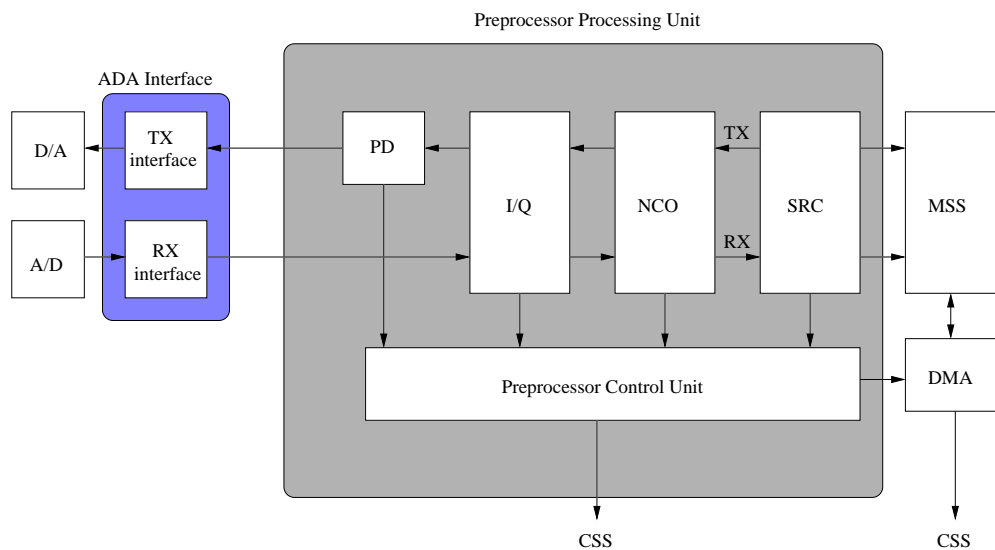 Preprocessor Processing Unit
ADA Interface
D/A
TX
interface
PD
I/Q
NCO
TX
SRC
MSS
A/D
RX
interface
RX
Preprocessor Control Unit
DMA
CSS
CSS